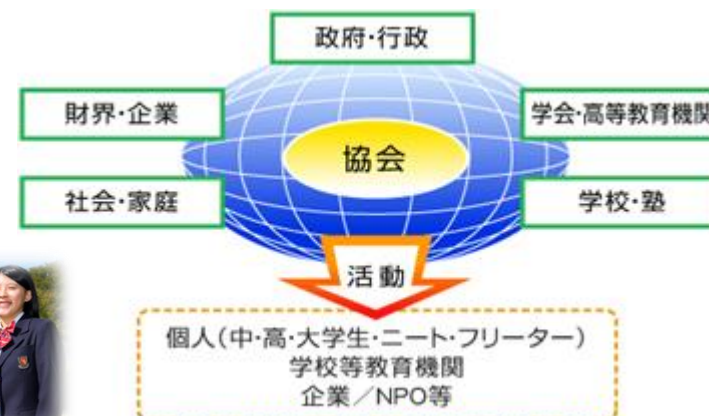 政府・行政
財界・企業
学会・高等教育機関
協会
社会・家庭
学校・塾
活動
個人（中・高・大学生・ニート・フリーター）
学校等教育機関
企業／NPO等